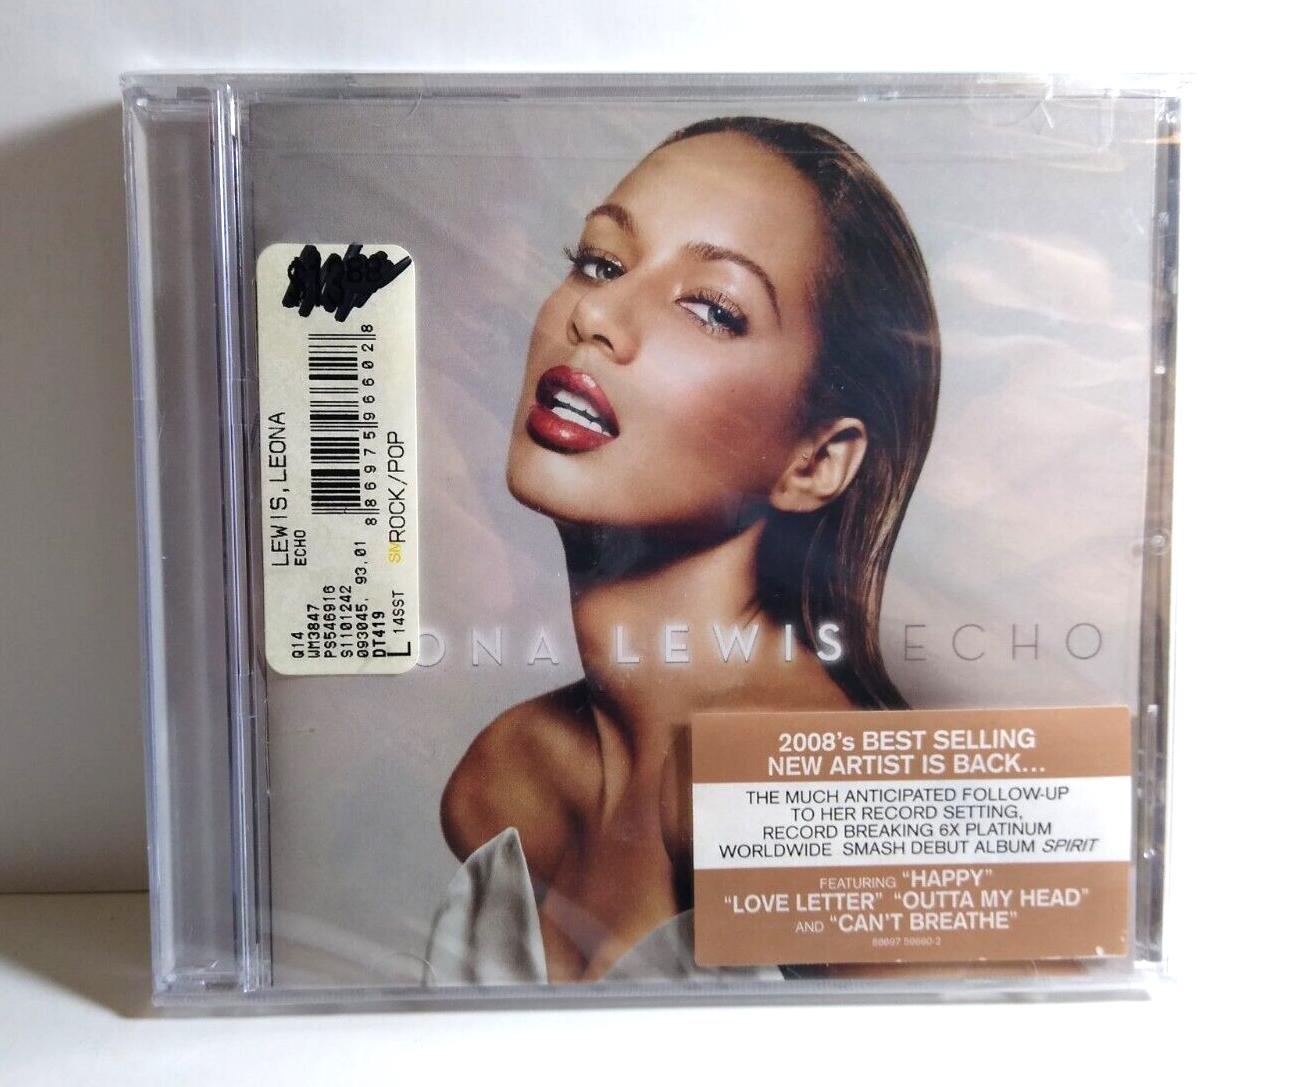 LEWIS,LEONA
ECHO
8 86975 96602 8
SMROCK/POP
Q14
WM3847
PS546916
S1101242
093045. 93.01
DT419
L 14SST
ONA LEWIS ECHO
2008's BEST SELLING
NEW ARTIST IS BACK...
THE MUCH ANTICIPATED FOLLOW-UP
TO HER RECORD SETTING,
RECORD BREAKING 6X PLATINUM
WORLDWIDE SMASH DEBUT ALBUM SPIRIT
FEATURING "HAPPY"
"LOVE LETTER" "OUTTA MY HEAD"
AND "CAN'T BREATHE"